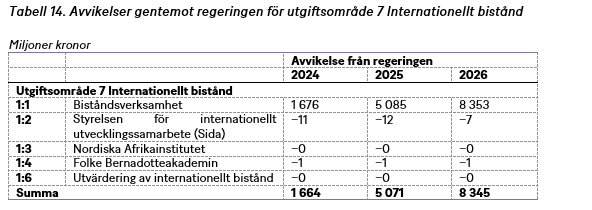 Tabell 14. Avvikelser gentemot regeringen för utgiftsområde 7 Internationellt bistånd
Miljoner kronor
Avvikelse från regeringen
2024 2025 2026
Utgiftsområde 7 Internationellt bistånd
1:1 Biståndsverksamhet 1 676 5 085 8 353
1:2 Styrelsen för internationellt −11 −12 −7
utvecklingssamarbete (Sida)
1:3 Nordiska Afrikainstitutet −0 −0 −0
1:4 Folke Bernadotteakademin −1 −1 −1
1:6 Utvärdering av internationellt bistånd −0 −0 −0
Summa 1 664 5 071 8 345